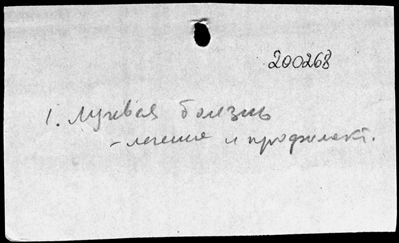 200268
1. Лучевая болезнь
- лечение и профилакт.